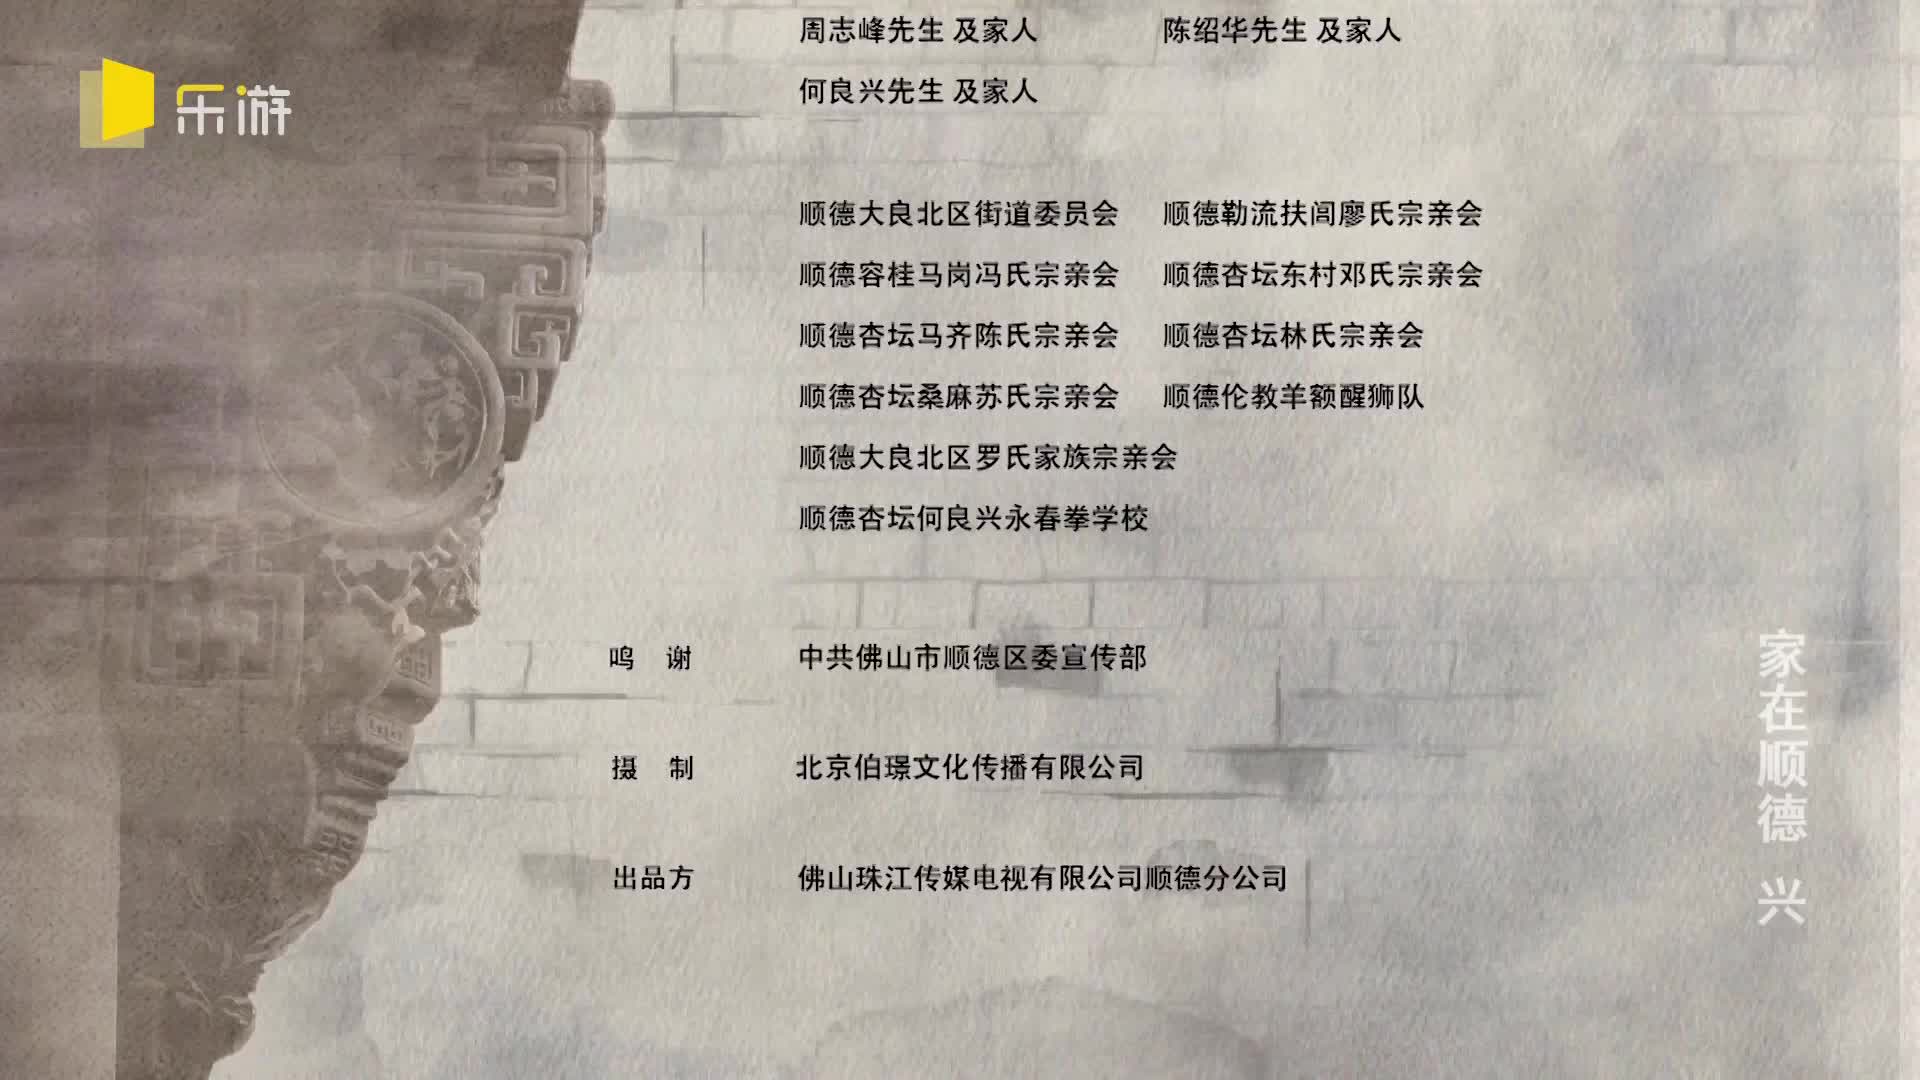 周志峰先生 及家人 陈绍华先生 及家人
何良兴先生 及家人
乐游
顺德大良北区街道委员会 顺德勒流扶闾廖氏宗亲会
顺德容桂马岗冯氏宗亲会 顺德杏坛东村邓氏宗亲会
顺德杏坛马齐陈氏宗亲会 顺德杏坛林氏宗亲会
顺德杏坛桑麻苏氏宗亲会 顺德伦教羊额醒狮队
顺德大良北区罗氏家族宗亲会
顺德杏坛何良兴永春拳学校
鸣 谢 中共佛山市顺德区委宣传部
摄 制 北京伯璟文化传播有限公司
出品方 佛山珠江传媒电视有限公司顺德分公司
家在顺德 兴